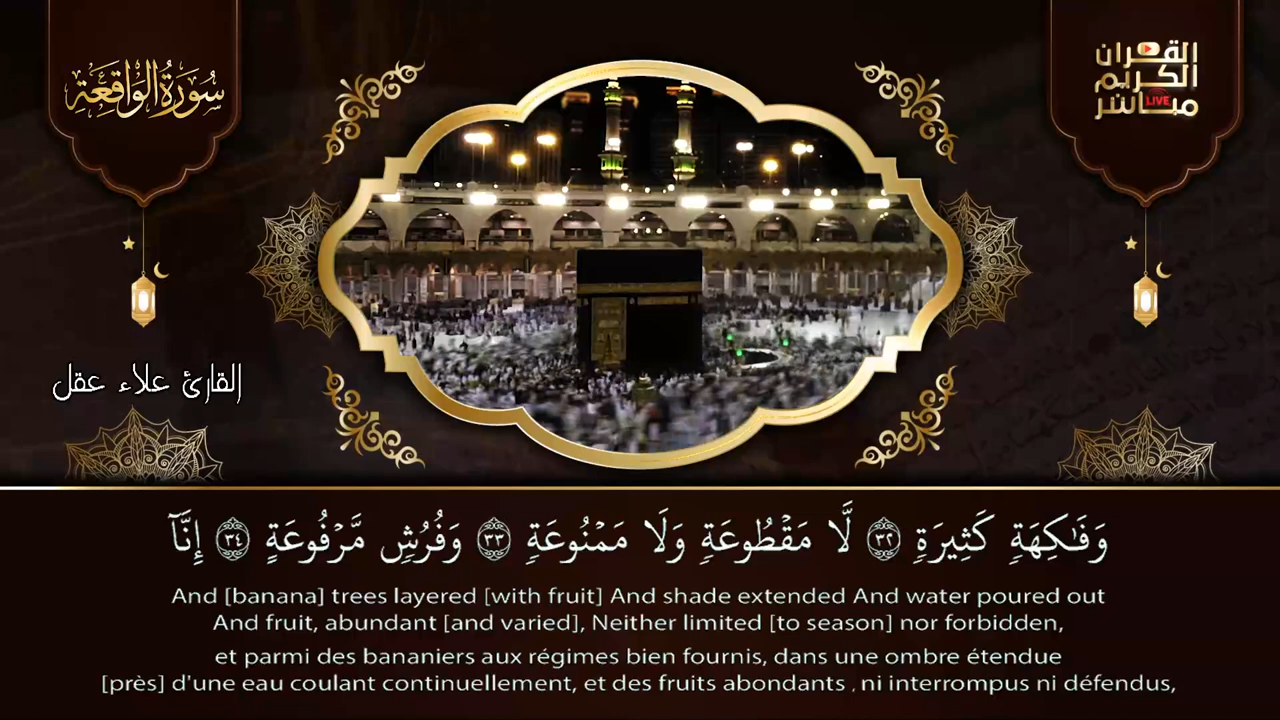 سُورَةُ الوَاقِعَة
القران
الكريم
مباشر
LIVE
القارئ علاء عقل
وَفَٰكِهَةٖ كَثِيرَةٖ ٣٢ لَّا مَقۡطُوعَةٖ وَلَا مَمۡنُوعَةٖ ٣٣ وَفُرُشٖ مَّرۡفُوعَةٍ ٣٤ إِنَّآ
And [banana] trees layered [with fruit] And shade extended And water poured out
And fruit, abundant [and varied], Neither limited [to season] nor forbidden,
et parmi des bananiers aux régimes bien fournis, dans une ombre étendue
[près] d'une eau coulant continuellement, et des fruits abondants , ni interrompus ni défendus,